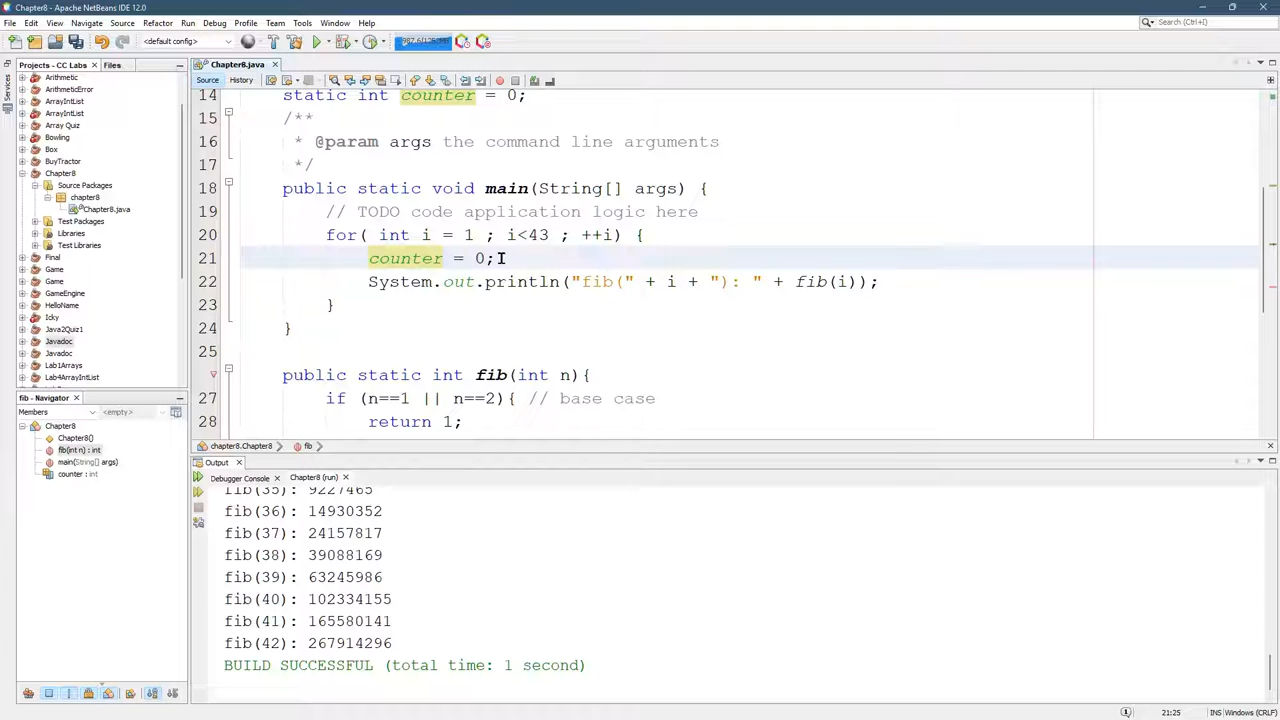 Chapter8 - Apache NetBeans IDE 12.0
File Edit View Navigate Source Refactor Run Debug Profile Team Tools Window Help
Search (Ctrl+I)
<default config>
Projects - CC Labs
Files
Services
Arithmetic
ArithmeticError
ArrayIntList
ArrayIntList
Array Quiz
Bowling
Box
BuyTractor
Chapter8
Source Packages
chapter8
Chapter8.java
Test Packages
Libraries
Test Libraries
Final
Game
GameEngine
HelloName
Icky
Java2Quiz1
Javadoc
Javadoc
Lab1Arrays
Lab4ArrayIntList
fib - Navigator
Members
<empty>
Chapter8
Chapter8()
fib(int n) : int
main(String[] args)
counter : int
Chapter8.java
Source History
14 static int counter = 0;
15 /**
16 * @param args the command line arguments
17 */
18 public static void main(String[] args) {
19 // TODO code application logic here
20 for( int i = 1 ; i<43 ; ++i) {
21 counter = 0;
22 System.out.println("fib(" + i + "): " + fib(i));
23 }
24 }
25
public static int fib(int n){
27 if (n==1 || n==2){ // base case
28 return 1;
chapter8.Chapter8
fib
Output
Debugger Console
Chapter8 (run)
fib(35): 9227465
fib(36): 14930352
fib(37): 24157817
fib(38): 39088169
fib(39): 63245986
fib(40): 102334155
fib(41): 165580141
fib(42): 267914296
BUILD SUCCESSFUL (total time: 1 second)
21:25
INS
Windows (CRLF)